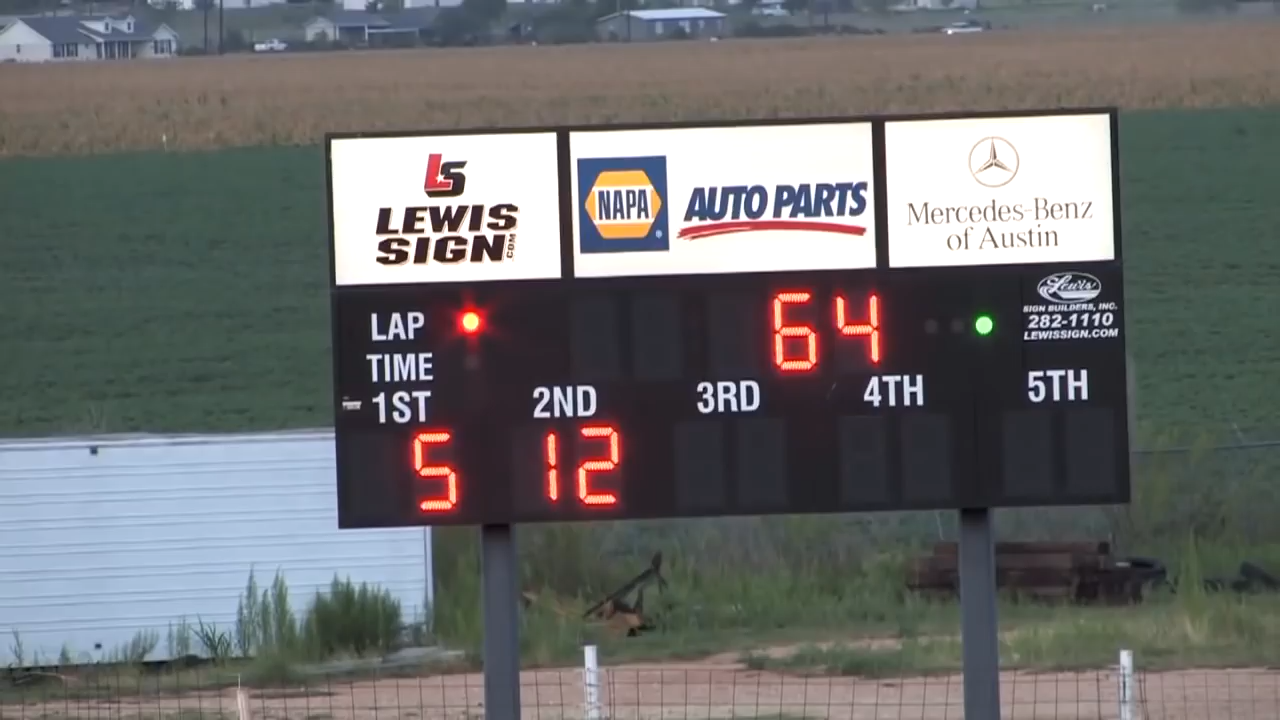 LS
LEWIS
SIGN.COM
NAPA
AUTO PARTS
Mercedes-Benz
of Austin
LAP
64
Lewis
SIGN BUILDERS, INC.
282-1110
LEWISSIGN.COM
TIME
1ST
2ND
3RD
4TH
5TH
5
12